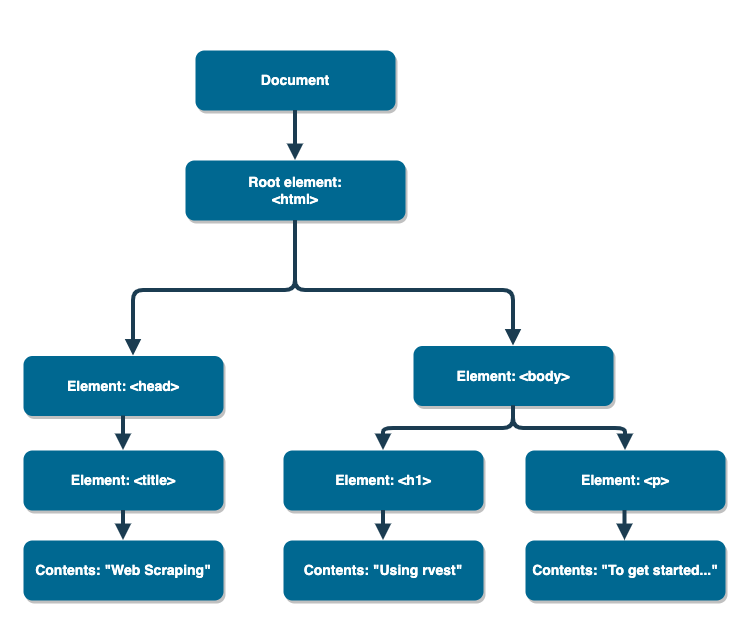 Document
Root element:
<html>
Element: <head>
Element: <body>
Element: <title>
Element: <h1>
Element: <p>
Contents: "Web Scraping"
Contents: "Using rvest"
Contents: "To get started..."